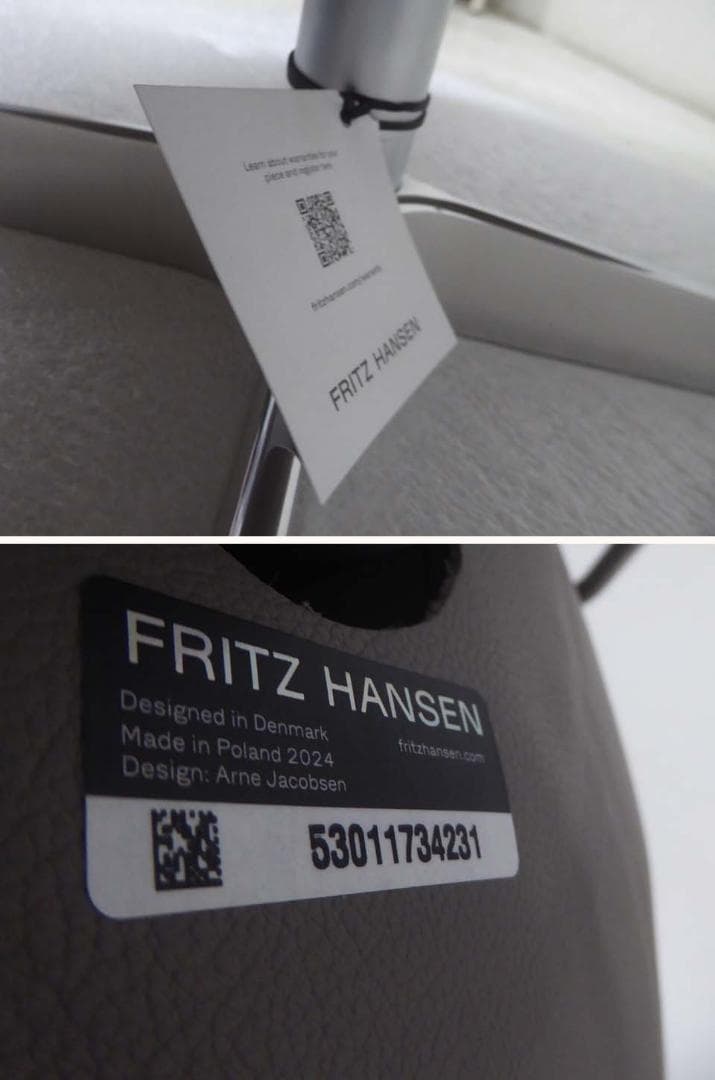 Learn about warranties for your
piece and register here
fritzhansen.com/warranty
FRITZ HANSEN
FRITZ HANSEN
Designed in Denmark
Made in Poland 2024
Design: Arne Jacobsen
fritzhansen.com
53011734231